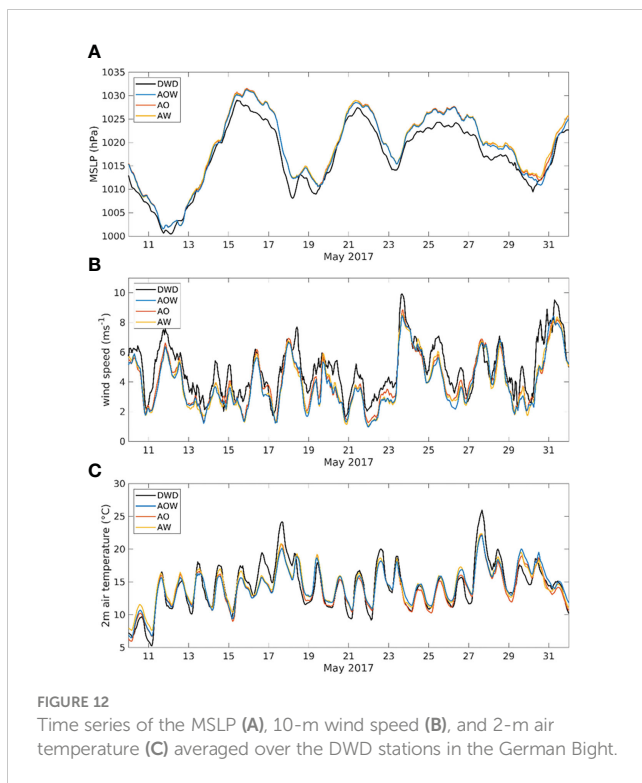 A
MSLP (hPa)
1035
1030
1025
1020
1015
1010
1005
1000
DWD
AOW
AO
AW
11 13 15 17 19 21 23 25 27 29 31
May 2017
B
wind speed (ms-1)
10
8
6
4
2
0
DWD
AOW
AO
AW
11 13 15 17 19 21 23 25 27 29 31
May 2017
C
2m air temperature (°C)
30
25
20
15
10
5
DWD
AOW
AO
AW
11 13 15 17 19 21 23 25 27 29 31
May 2017
FIGURE 12
Time series of the MSLP (A), 10-m wind speed (B), and 2-m air
temperature (C) averaged over the DWD stations in the German Bight.